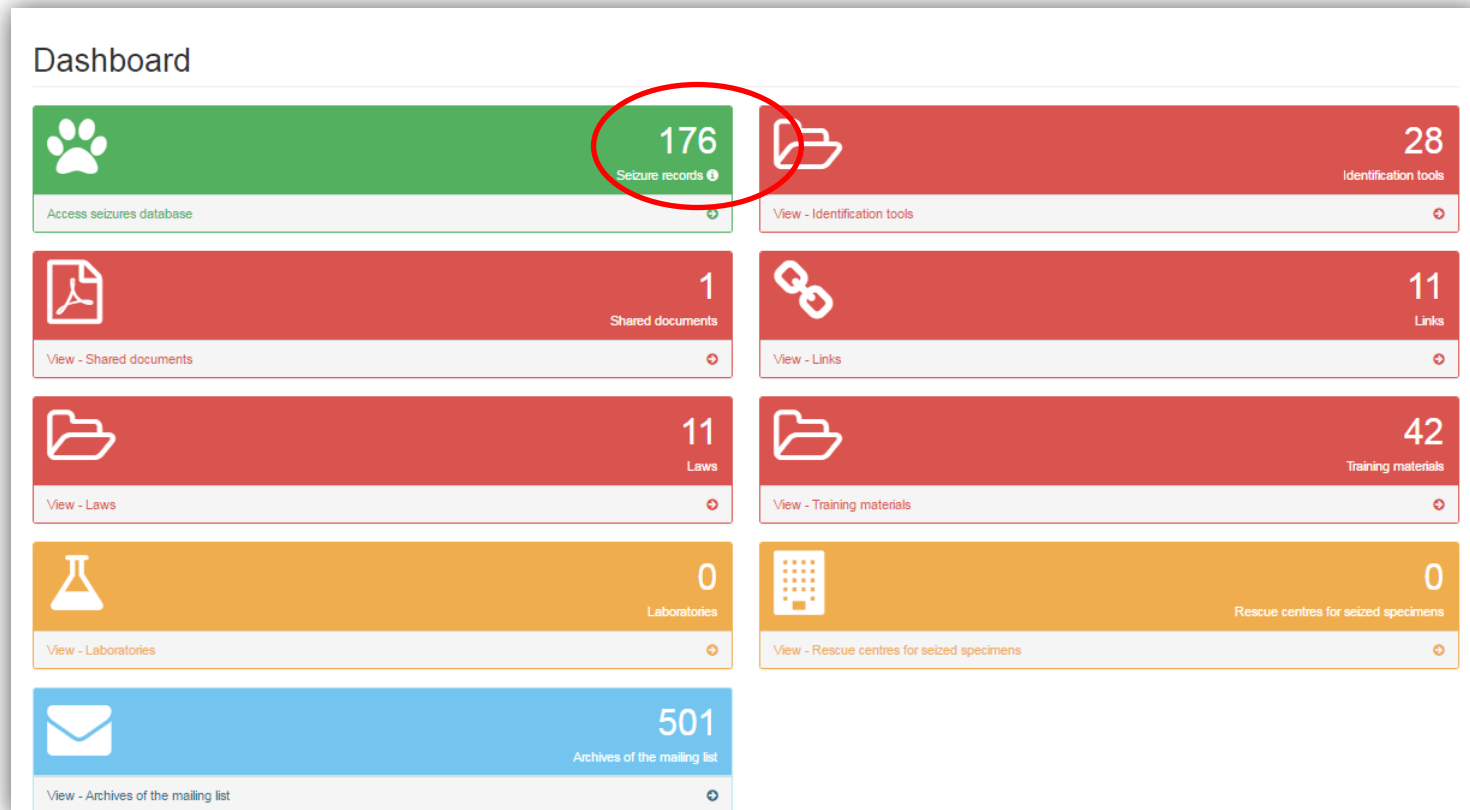 Dashboard
176
Seizure records
Access seizures database
28
Identification tools
View - Identification tools
1
Shared documents
View - Shared documents
11
Links
View - Links
11
Laws
View - Laws
42
Training materials
View - Training materials
0
Laboratories
View - Laboratories
0
Rescue centres for seized specimens
View - Rescue centres for seized specimens
501
Archives of the mailing list
View - Archives of the mailing list